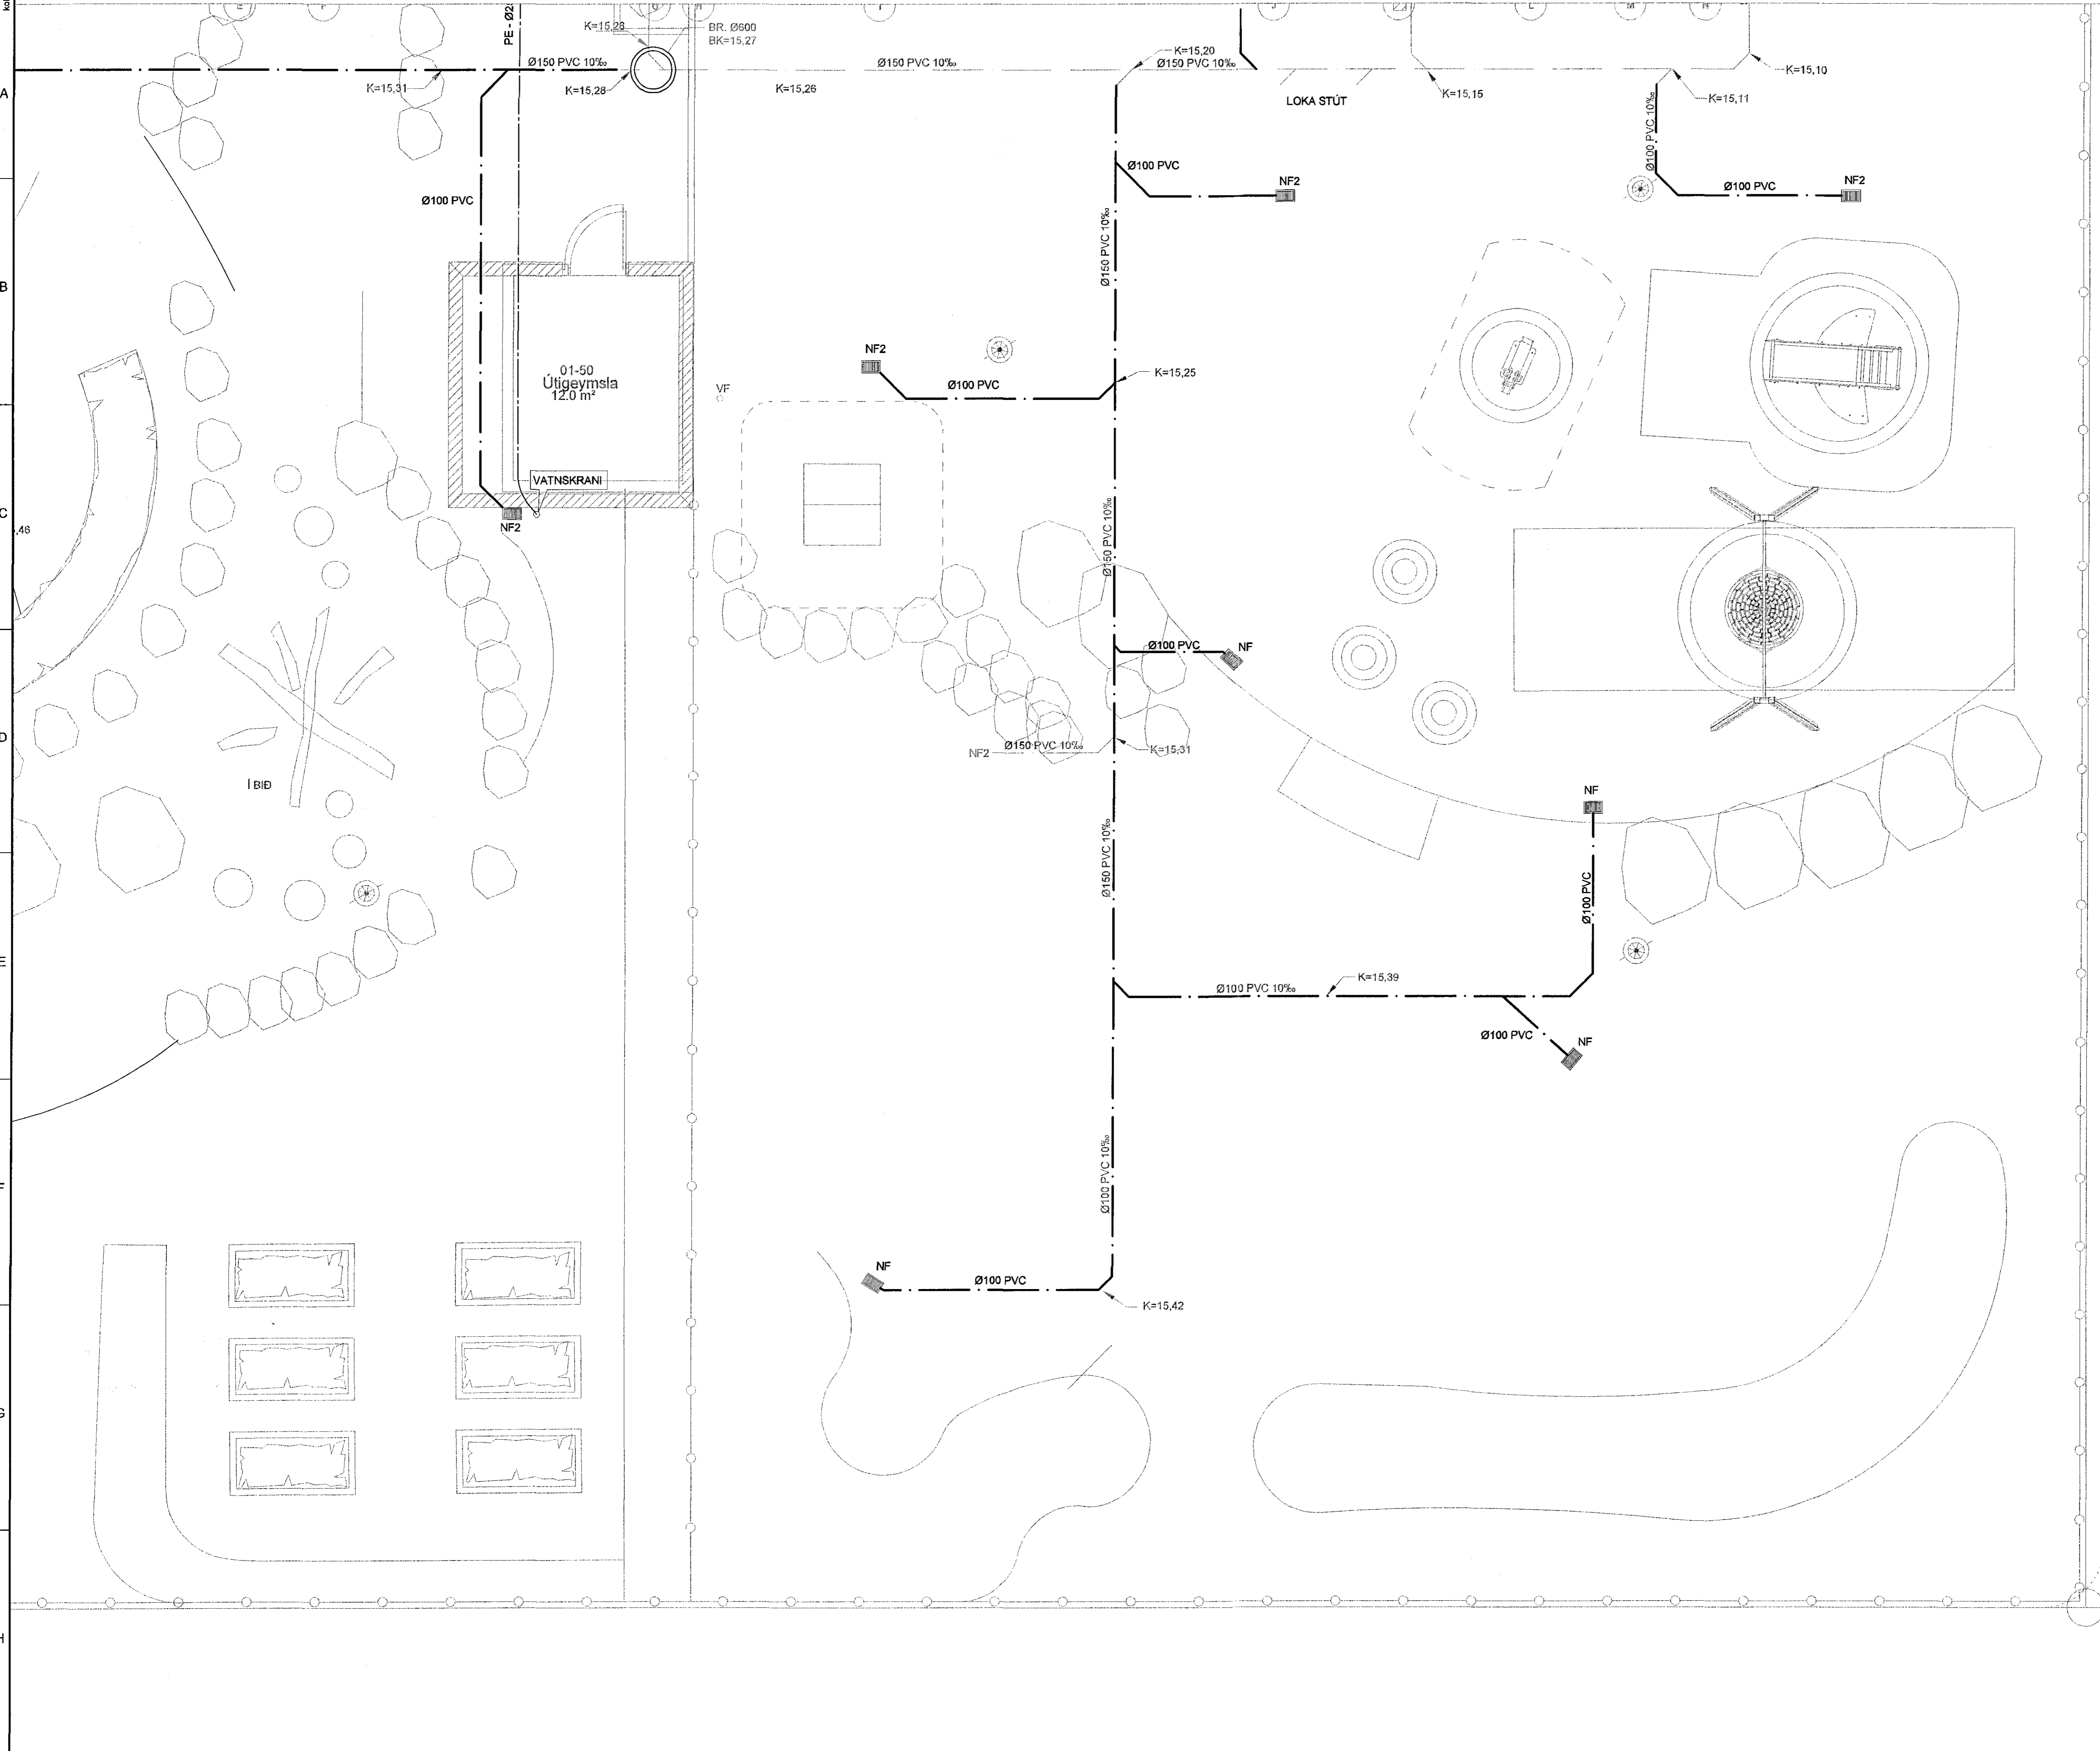 PE - Ø2
K=15,28
BR. Ø600
BK=15,27
K=15,20
Ø150 PVC 10‰
Ø150 PVC 10‰
Ø150 PVC 10‰
K=15,10
K=15,31
K=15,28
K=15,26
LOKA STÚT
K=15,15
K=15,11
A
Ø100 PVC 10‰
Ø100 PVC
NF2
Ø100 PVC
NF2
Ø100 PVC
Ø150 PVC 10‰
B
NF2
01-50
Útigeymsla
12.0 m²
VF
Ø100 PVC
K=15,25
VATNSKRANI
NF2
C
,46
Ø150 PVC 10‰
Ø100 PVC
NF
D
NF2
Ø150 PVC 10‰
K=15,31
Í BIÐ
NF
Ø150 PVC 10‰
Ø100 PVC
E
K=15,39
Ø100 PVC 10‰
Ø100 PVC
NF
Ø100 PVC 10‰
F
NF
Ø100 PVC
K=15,42
G
H